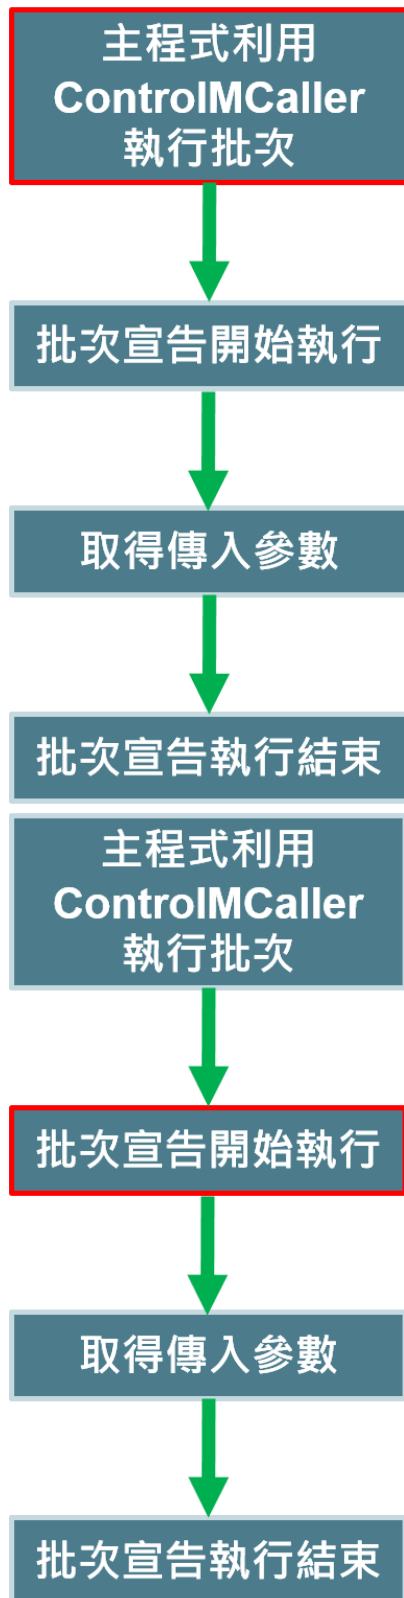 主程式利用
ControlMCaller
執行批次
批次宣告開始執行
取得傳入參數
批次宣告執行結束
主程式利用
ControlMCaller
執行批次
批次宣告開始執行
取得傳入參數
批次宣告執行結束